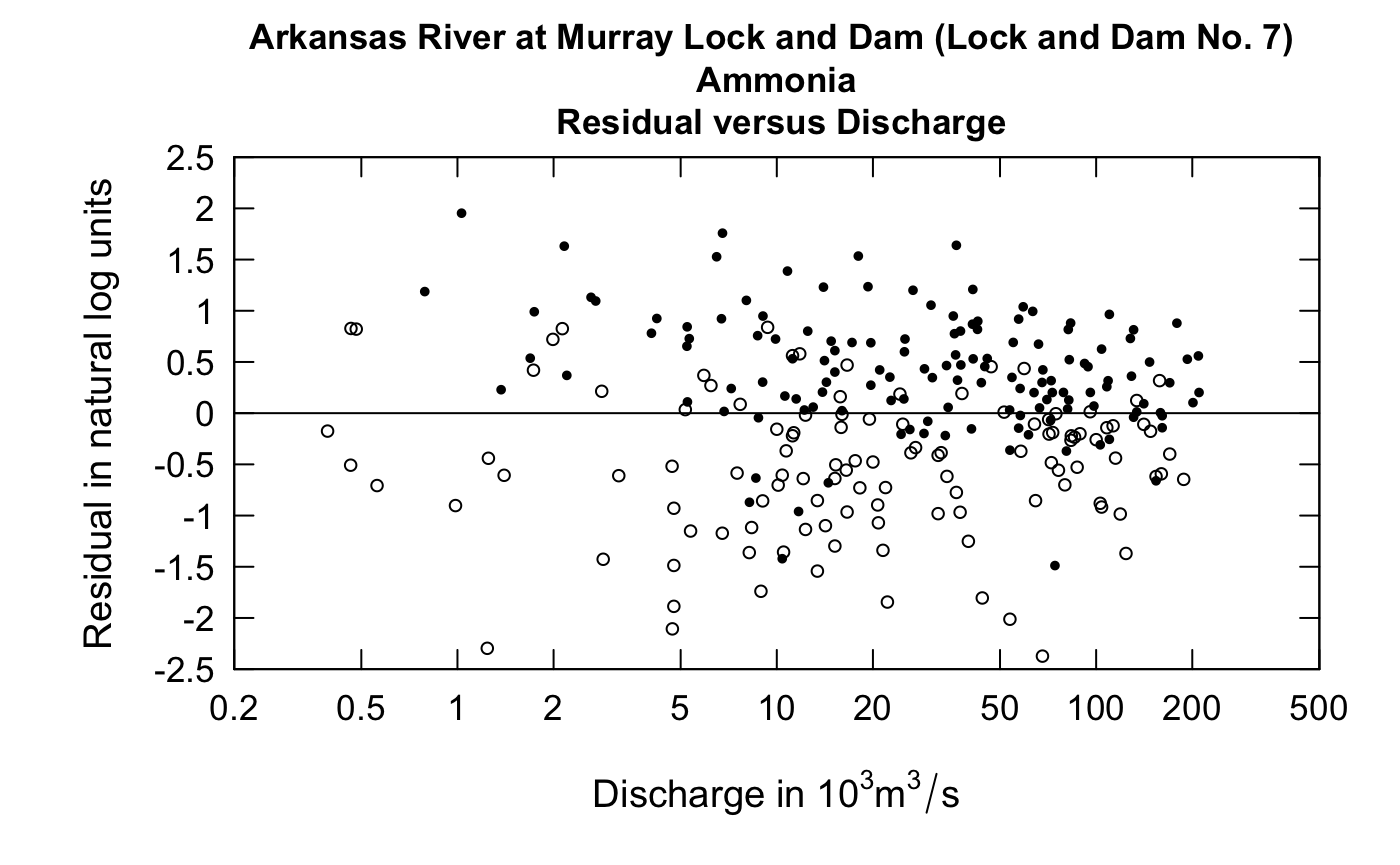 Arkansas River at Murray Lock and Dam (Lock and Dam No. 7)
Ammonia
Residual versus Discharge
Residual in natural log units
2.5
2
1.5
1
0.5
0
-0.5
-1
-1.5
-2
-2.5
0.2 0.5 1 2 5 10 20 50 100 200 500
Discharge in 10³m³/s